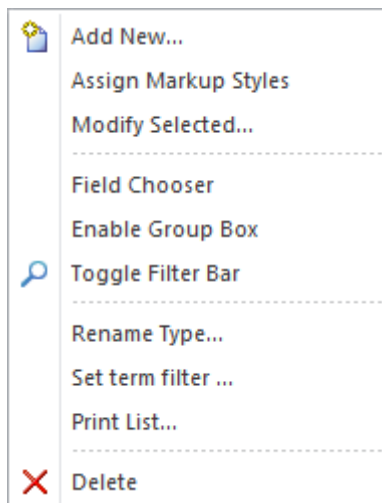 Add New...
Assign Markup Styles
Modify Selected...
Field Chooser
Enable Group Box
Toggle Filter Bar
Rename Type...
Set term filter ...
Print List...
Delete